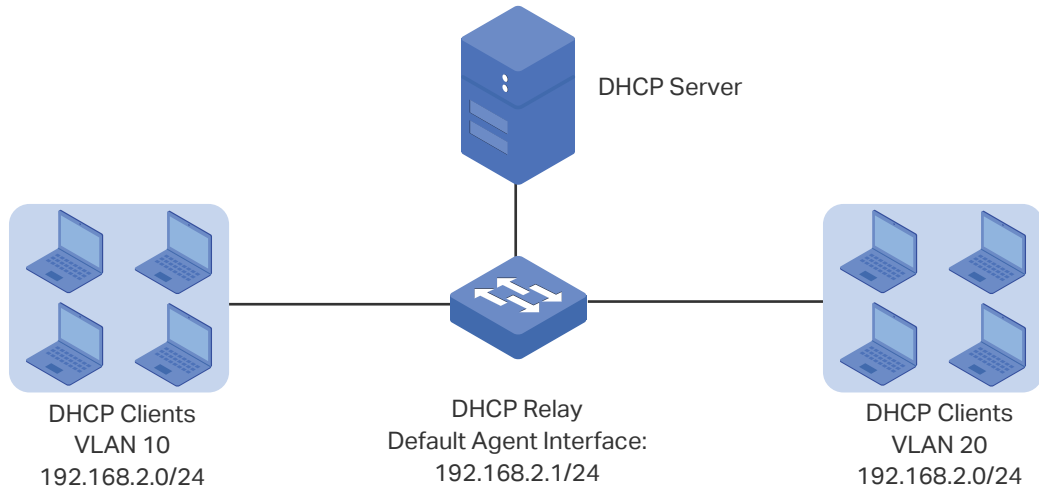 DHCP Server
DHCP Clients
VLAN 10
192.168.2.0/24
DHCP Relay
Default Agent Interface:
192.168.2.1/24
DHCP Clients
VLAN 20
192.168.2.0/24